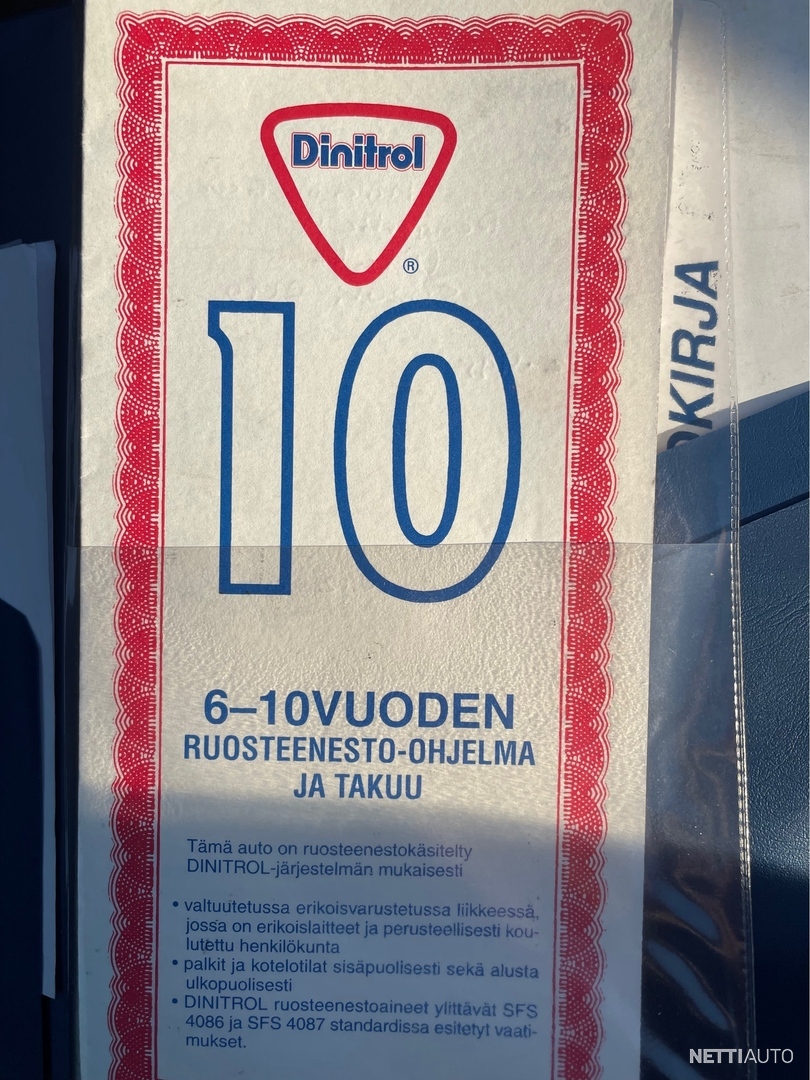 Dinitrol
®
10
6–10VUODEN
RUOSTEENESTO-OHJELMA
JA TAKUU
Tämä auto on ruosteenestokäsitelty
DINITROL-järjestelmän mukaisesti
• valtuutetussa erikoisvarustetussa liikkeessä,
jossa on erikoislaitteet ja perusteellisesti kou-
lutettu henkilökunta
• palkit ja kotelotilat sisäpuolisesti sekä alusta
ulkopuolisesti
• DINITROL ruosteenestoaineet ylittävät SFS
4086 ja SFS 4087 standardissa esitetyt vaati-
mukset.
OKIRJA
NETTIAUTO